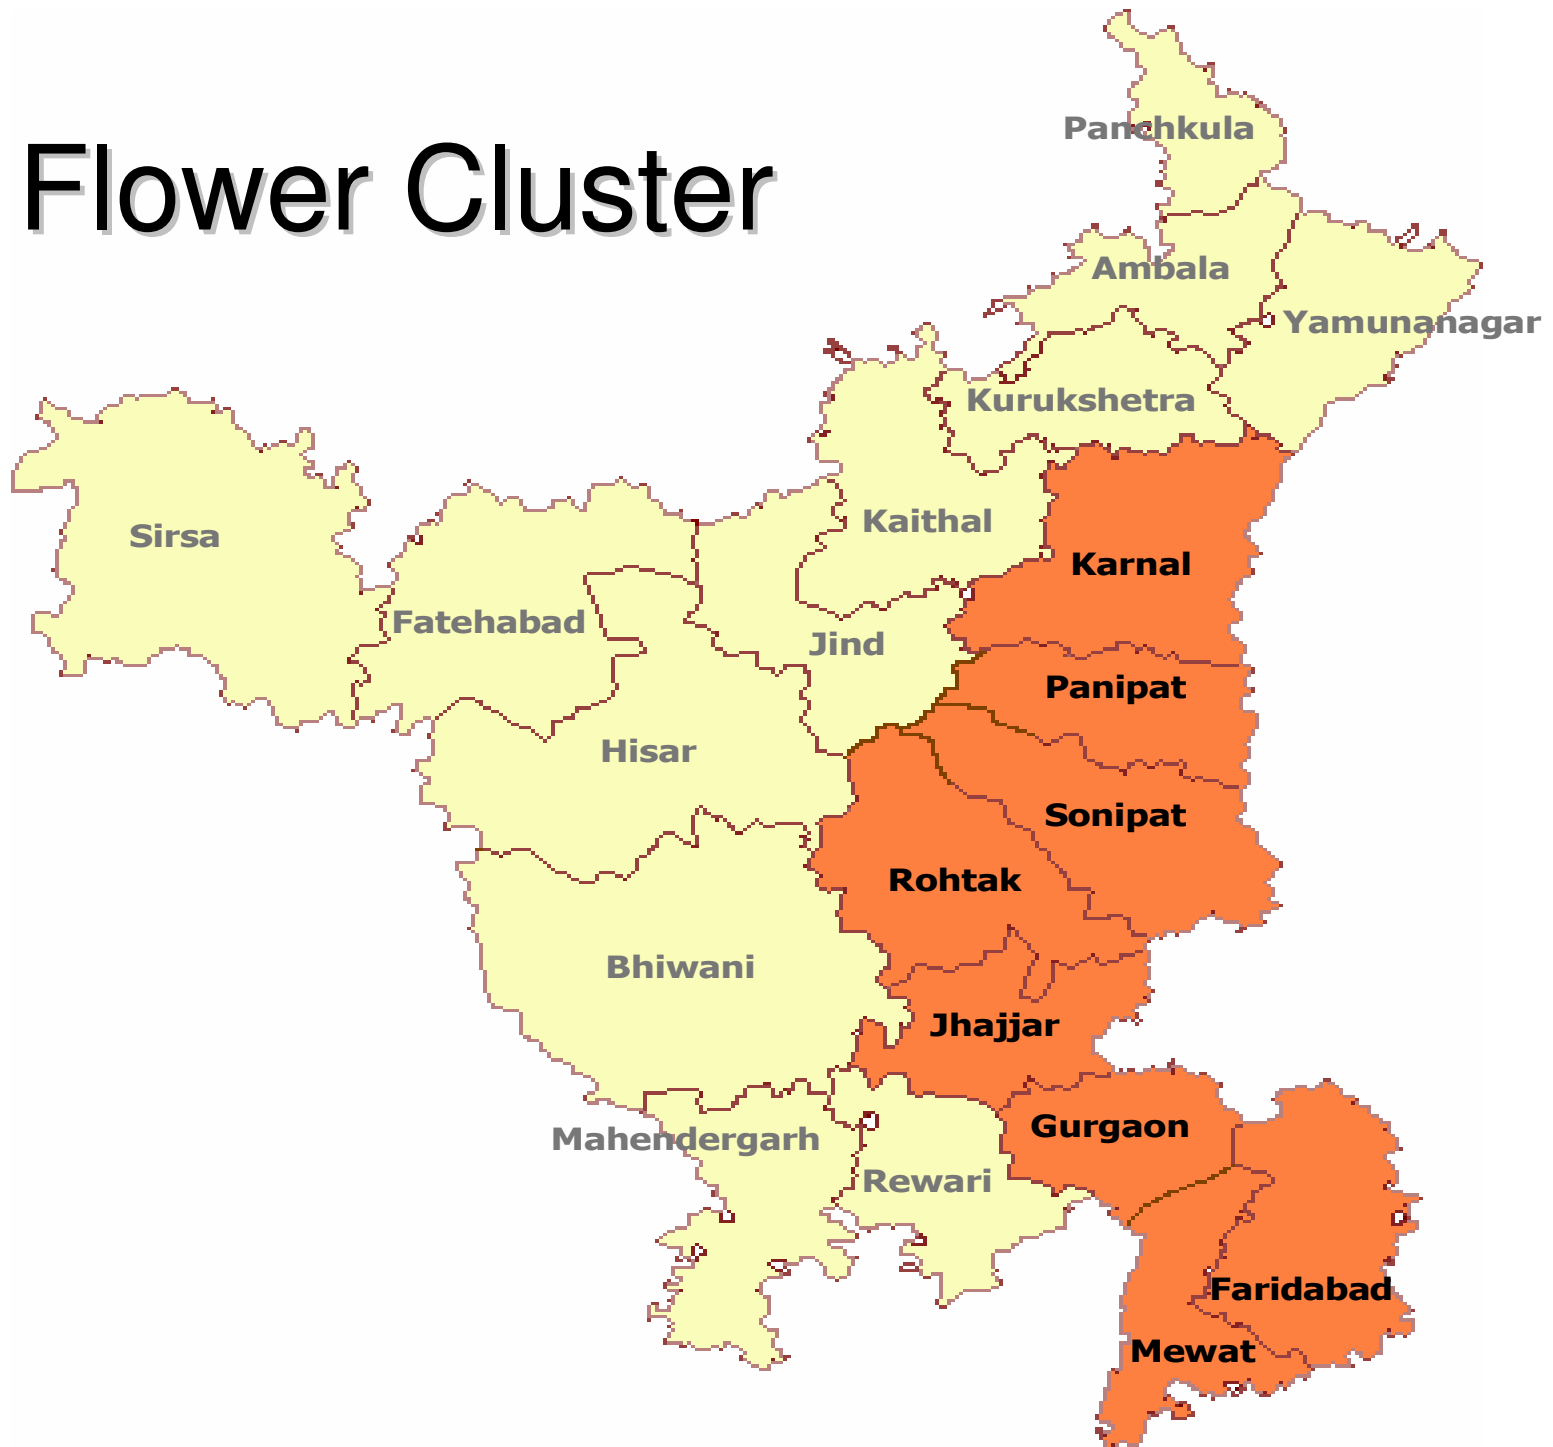 Panchkula
Flower Cluster
Ambala
Yamunanagar
Kurukshetra
Kaithal
Sirsa
Karnal
Fatehabad
Jind
Panipat
Hisar
Sonipat
Rohtak
Bhiwani
Jhajjar
Gurgaon
Mahendergarh
Rewari
Faridabad
Mewat